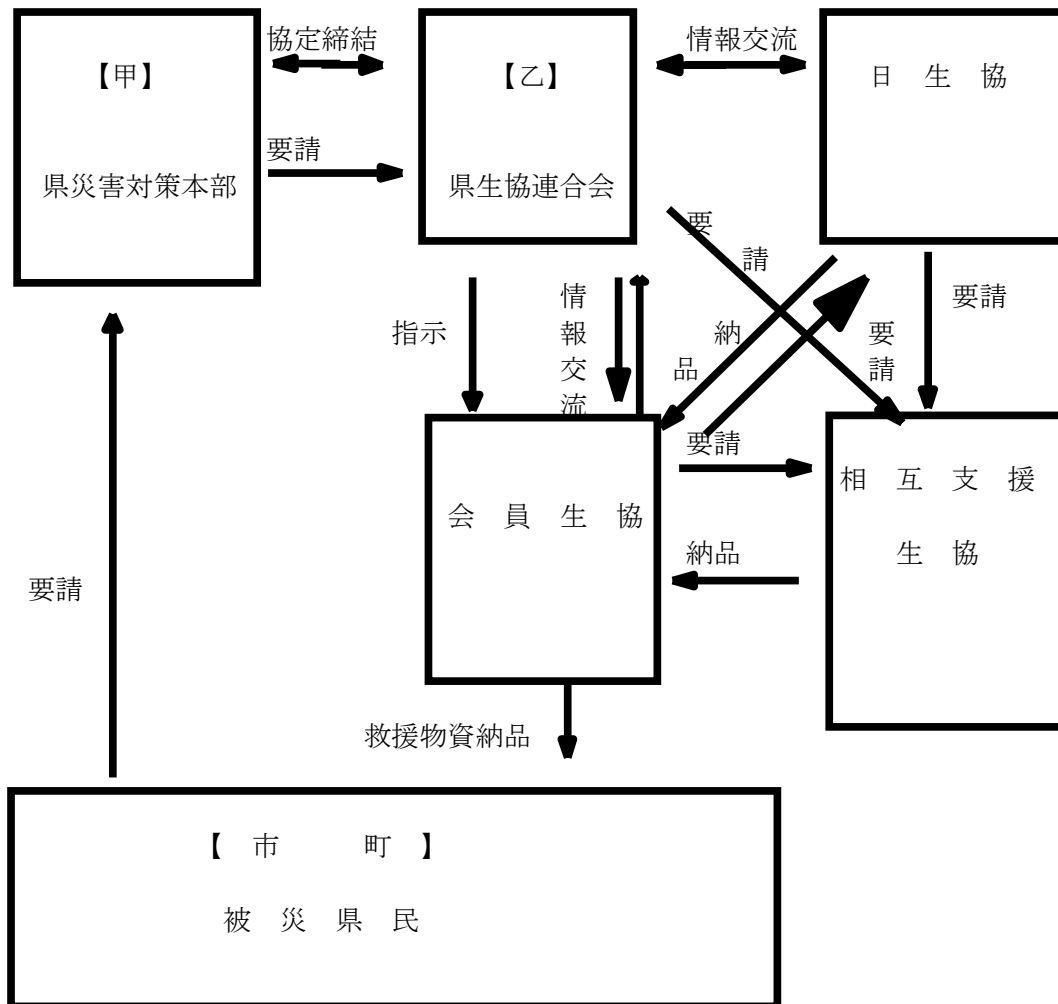 協定締結
情報交流
【甲】
【乙】
日 生 協
要請
県災害対策本部
県生協連合会
要請
指示
情報交流
納品
要請
要請
要請
会 員 生 協
相 互 支 援
生 協
納品
要請
救援物資納品
【 市 町 】
被 災 県 民